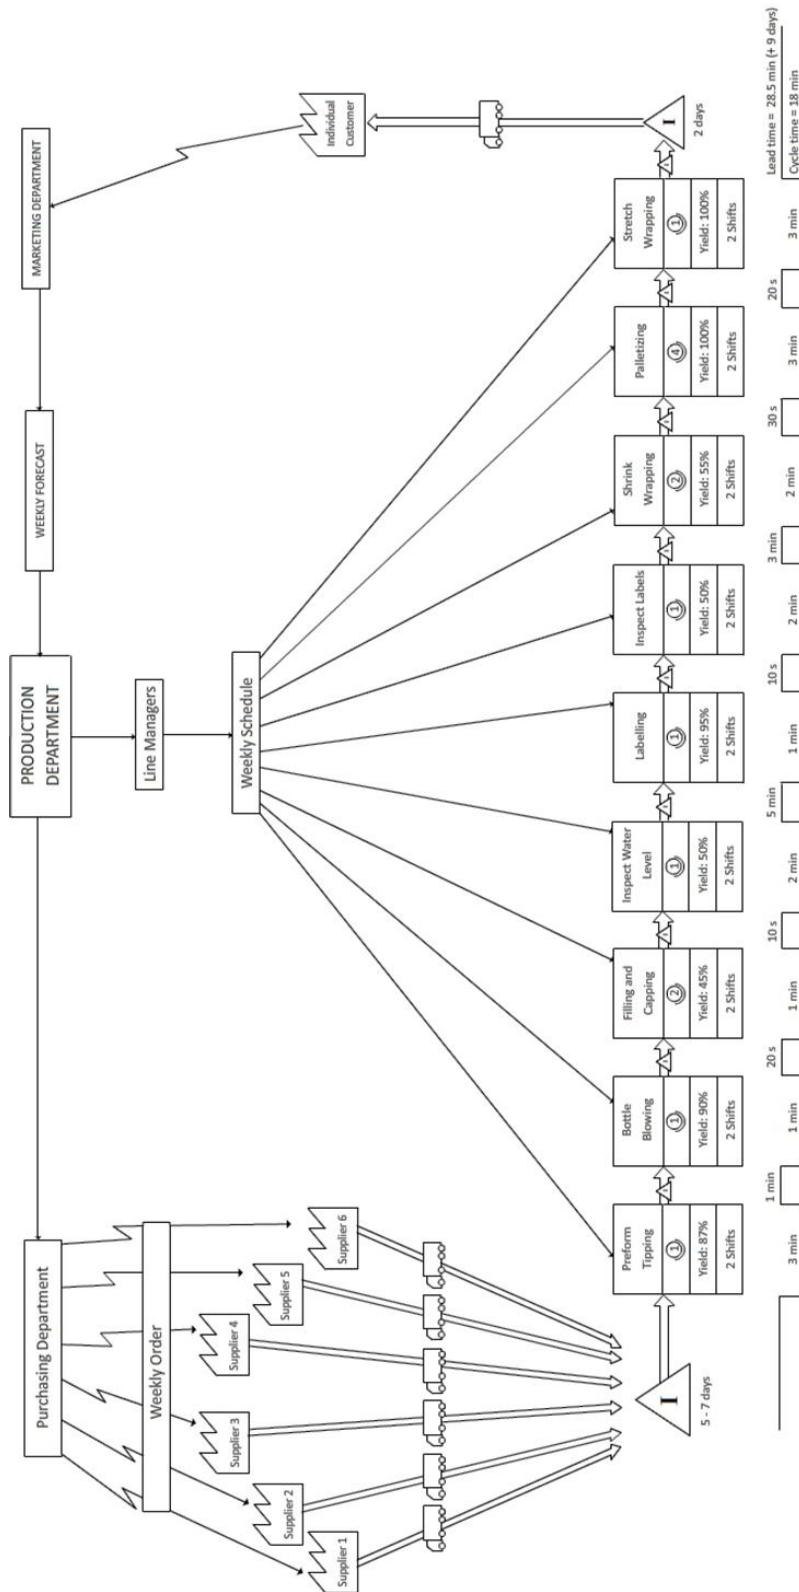 MARKETING DEPARTMENT
WEEKLY FORECAST
PRODUCTION
DEPARTMENT
Line Managers
Weekly Schedule
Purchasing Department
Weekly Order
Supplier 1
Supplier 2
Supplier 3
Supplier 4
Supplier 5
Supplier 6
Individual
Customer
I
5 - 7 days
Preform
Tipping
1
Yield: 87%
2 Shifts
Bottle
Blowing
1
Yield: 90%
2 Shifts
Filling and
Capping
2
Yield: 45%
2 Shifts
Inspect Water
Level
1
Yield: 50%
2 Shifts
Labelling
1
Yield: 95%
2 Shifts
Inspect Labels
1
Yield: 50%
2 Shifts
Shrink
Wrapping
2
Yield: 55%
2 Shifts
Palletizing
4
Yield: 100%
2 Shifts
Stretch
Wrapping
1
Yield: 100%
2 Shifts
I
2 days
3 min
1 min
1 min
20 s
1 min
10 s
2 min
5 min
1 min
10 s
2 min
3 min
2 min
30 s
3 min
20 s
3 min
Lead time = 28.5 min (+ 9 days)
Cycle time = 18 min